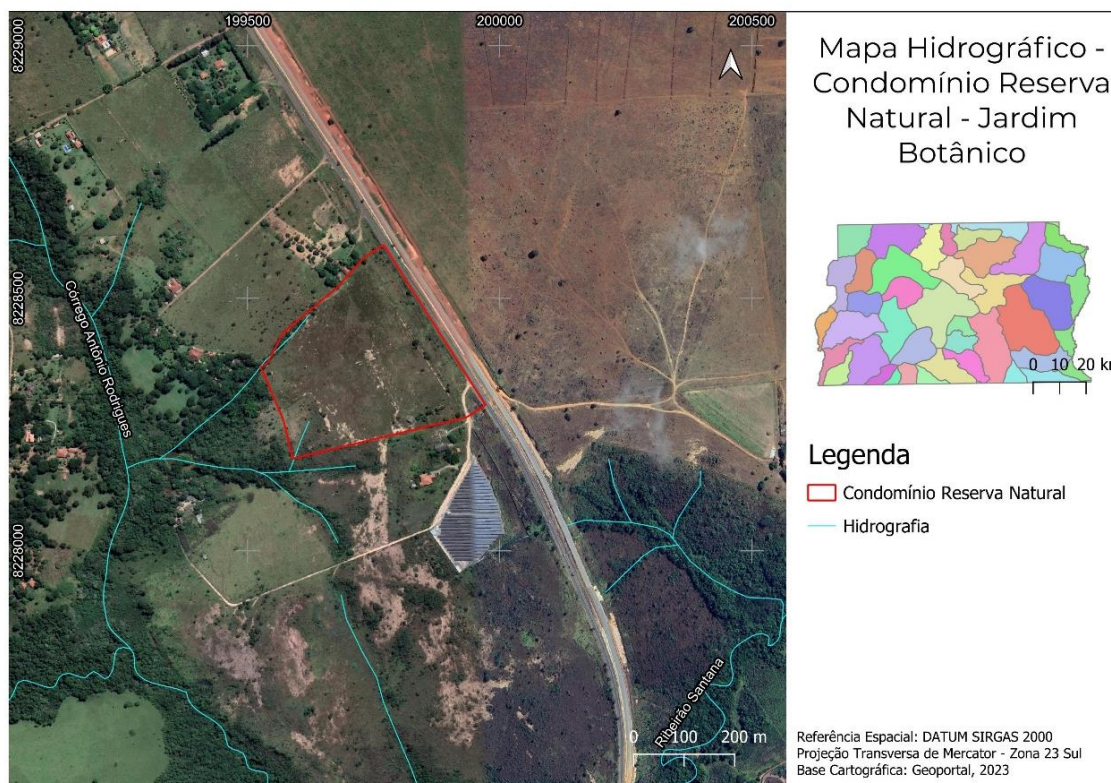 199500
200000
200500
8229000
8228500
8228000
Córrego Antônio Rodrigues
Ribeirão Santana
0 100 200 m
Mapa Hidrográfico -
Condomínio Reserva
Natural - Jardim
Botânico
0 10 20 km
Legenda
Condomínio Reserva Natural
Hidrografia
Referência Espacial: DATUM SIRGAS 2000
Projeção Transversa de Mercator - Zona 23 Sul
Base Cartográfica: Geoportal, 2023